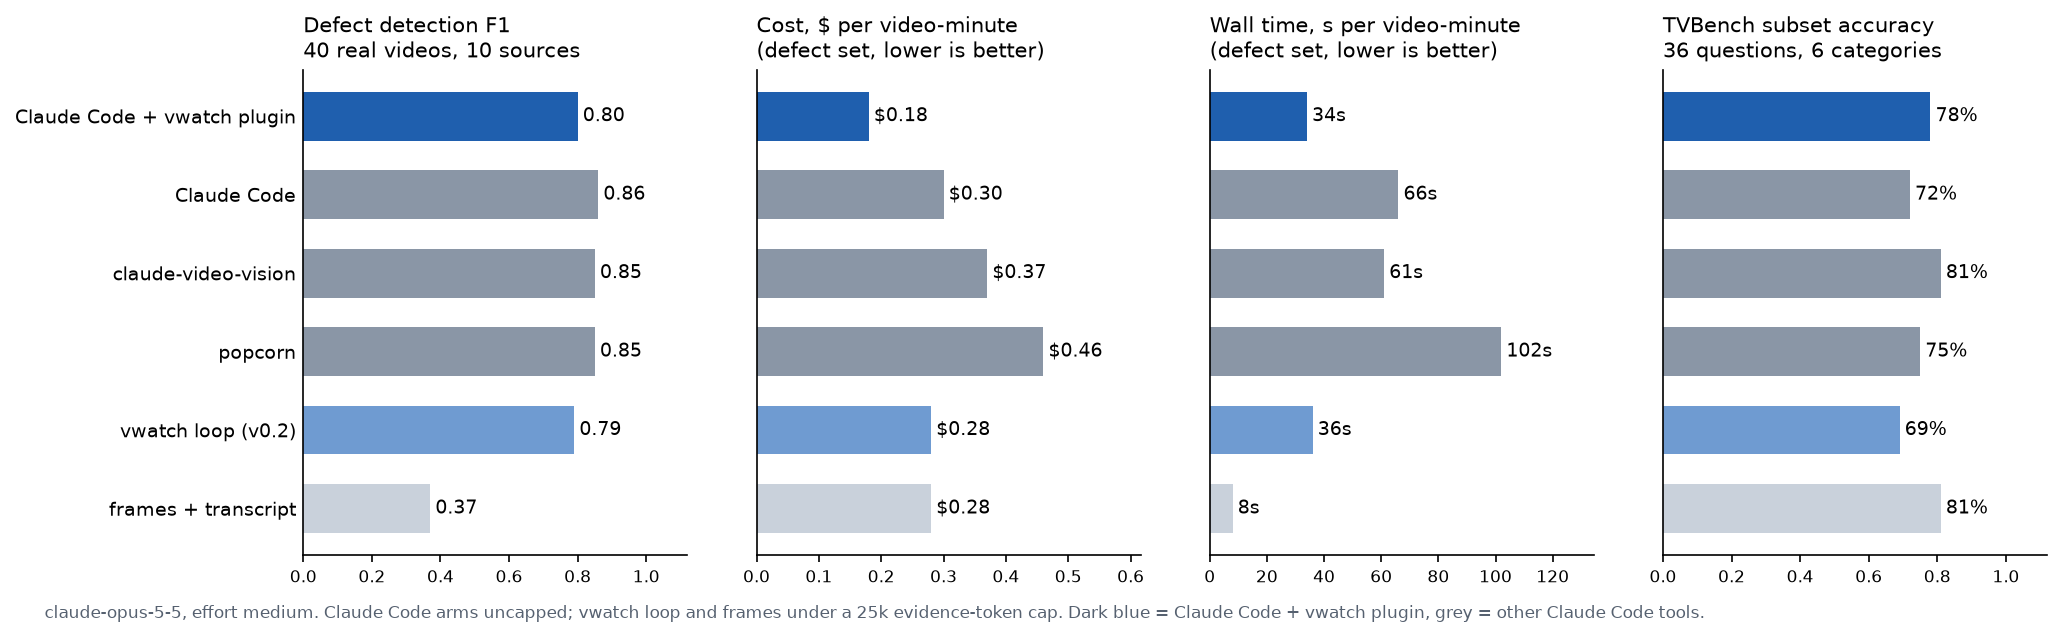 Defect detection F1
40 real videos, 10 sources
Claude Code + vwatch plugin 0.80
Claude Code 0.86
claude-video-vision 0.85
popcorn 0.85
vwatch loop (v0.2) 0.79
frames + transcript 0.37
0.0 0.2 0.4 0.6 0.8 1.0
Cost, $ per video-minute
(defect set, lower is better)
$0.18
$0.30
$0.37
$0.46
$0.28
$0.28
0.0 0.1 0.2 0.3 0.4 0.5 0.6
Wall time, s per video-minute
(defect set, lower is better)
34s
66s
61s
102s
36s
8s
0 20 40 60 80 100 120
TVBench subset accuracy
36 questions, 6 categories
78%
72%
81%
75%
69%
81%
0.0 0.2 0.4 0.6 0.8 1.0
claude-opus-5-5, effort medium. Claude Code arms uncapped; vwatch loop and frames under a 25k evidence-token cap. Dark blue = Claude Code + vwatch plugin, grey = other Claude Code tools.